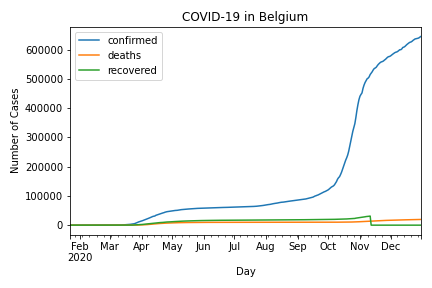 COVID-19 in Belgium
confirmed
deaths
recovered
Number of Cases
600000
500000
400000
300000
200000
100000
0
Feb Mar Apr May Jun Jul Aug Sep Oct Nov Dec
2020
Day